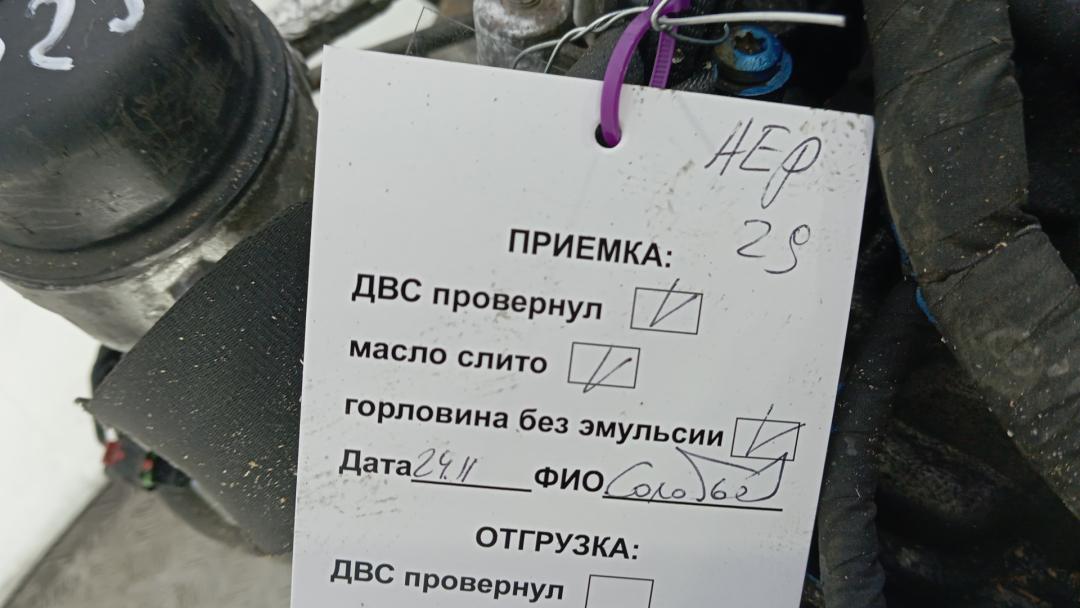 АЕФ
29
ПРИЕМКА:
ДВС провернул
масло слито
горловина без эмульсии
Дата 24.11 ФИО
ОТГРУЗКА:
ДВС провернул